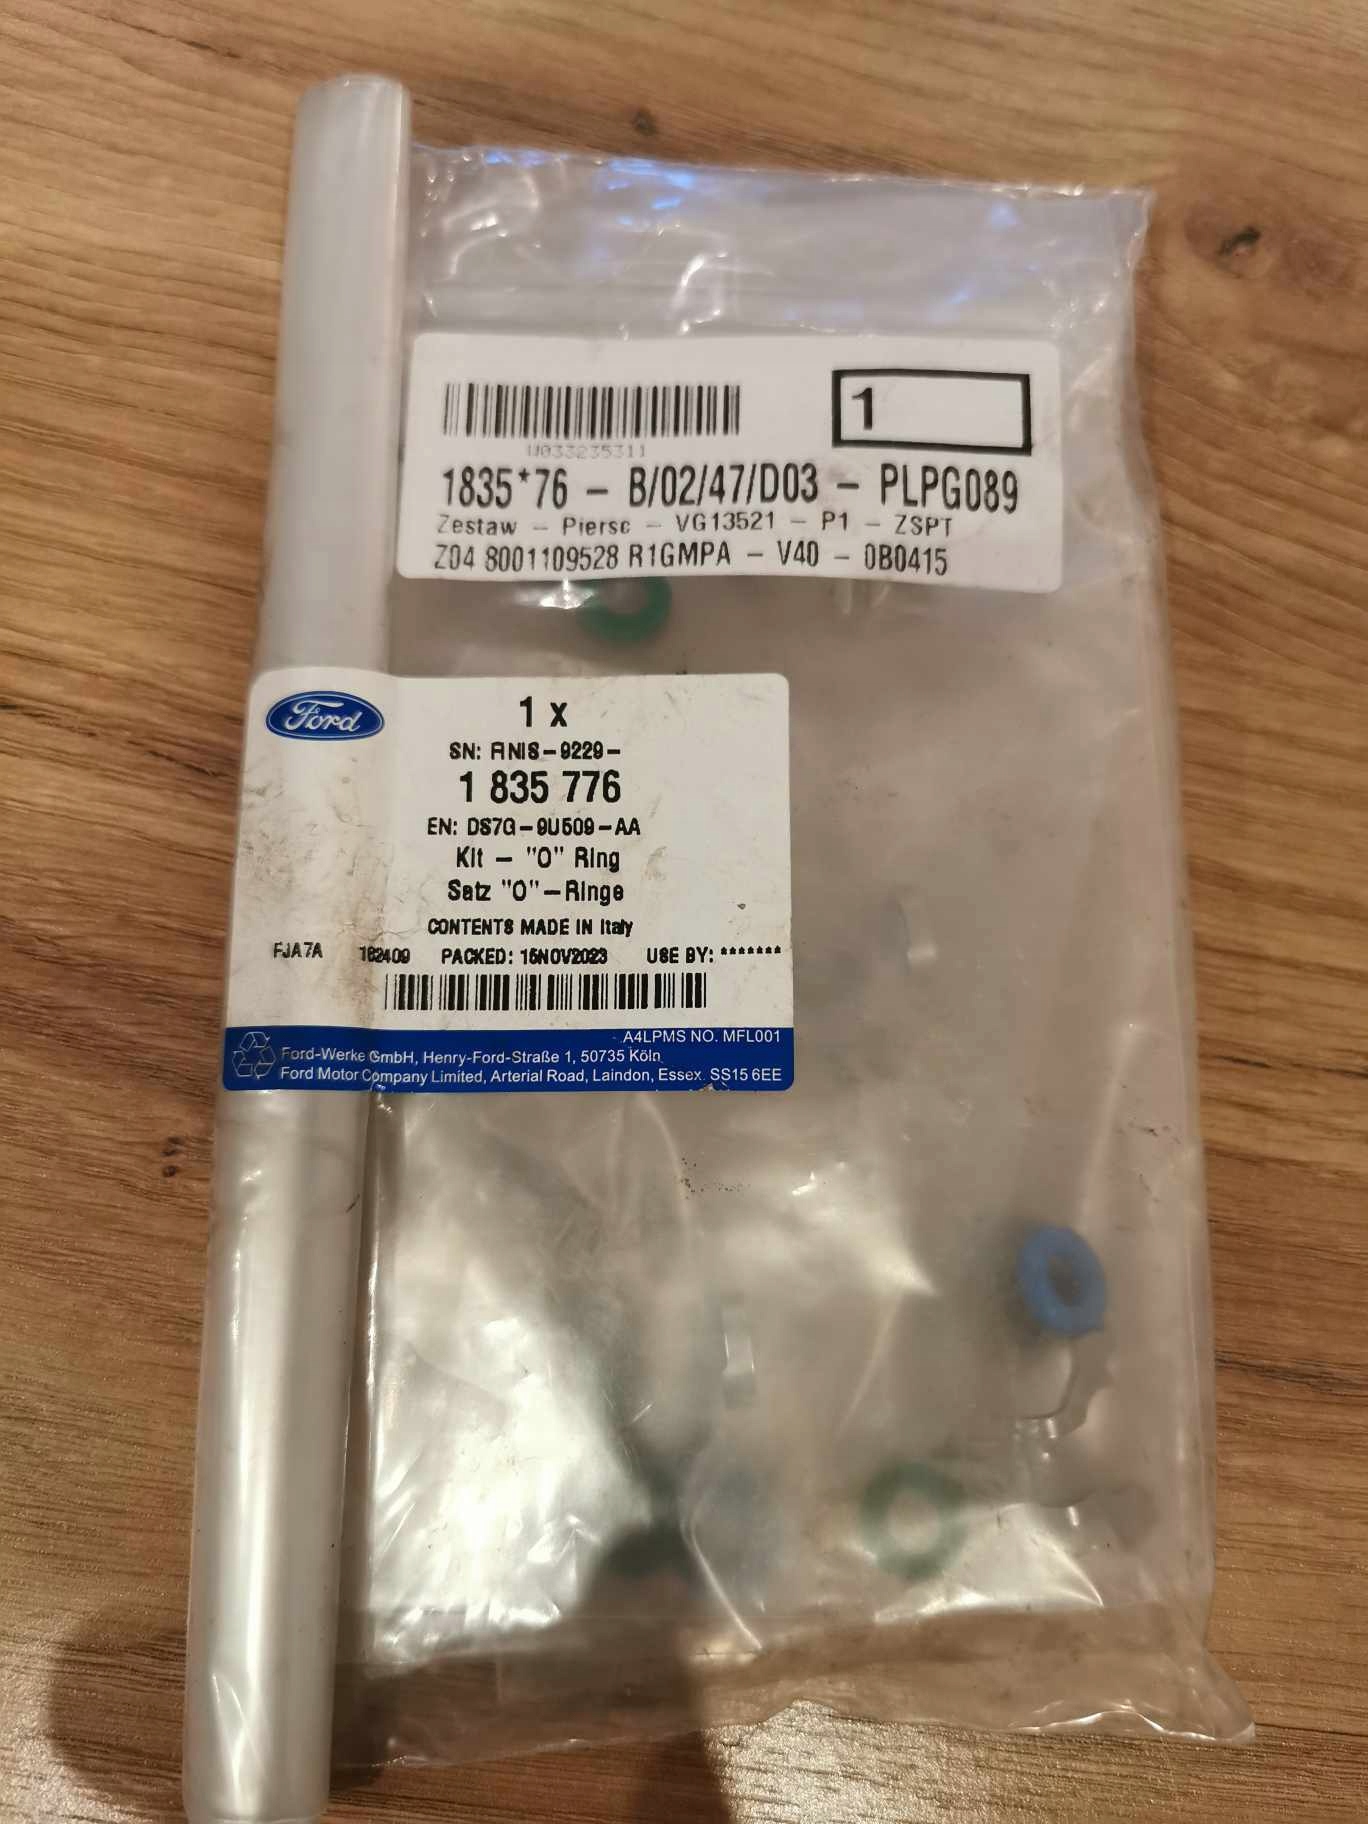 1
W033235311
1835*76 - B/02/47/D03 - PLPG089
Zestaw - Piersc - VG13521 - P1 - ZSPT
Z04 8001109528 R1GMPA - V40 - 0B0415
Ford
1 x
SN: FINIS-9229-
1 835 776
EN: DS7G-9U509-AA
Kit - "O" Ring
Satz "O"-Ringe
CONTENTS MADE IN Italy
FJA7A 162409 PACKED: 15NOV2023 USE BY: *******
A4LPMS NO. MFL001
Ford-Werke GmbH, Henry-Ford-Straße 1, 50735 Köln
Ford Motor Company Limited, Arterial Road, Laindon, Essex. SS15 6EE